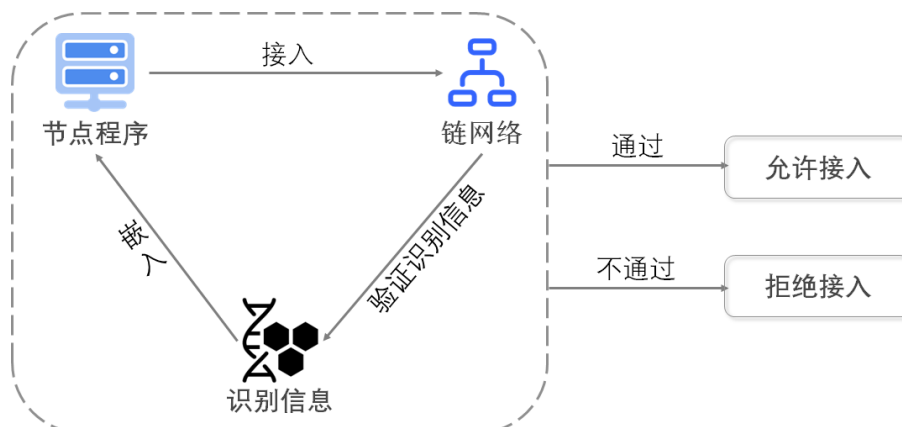 接入
节点程序
链网络
嵌入
验证识别信息
识别信息
通过
允许接入
不通过
拒绝接入